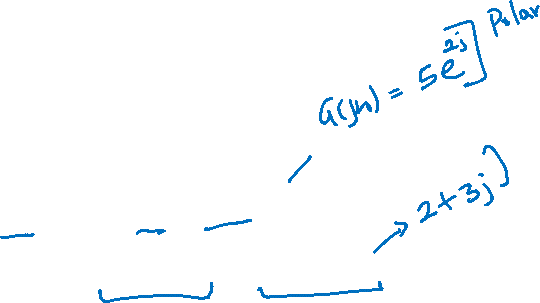 Polar
G(jω) = 5e^{2j}]
→ 2+3j)